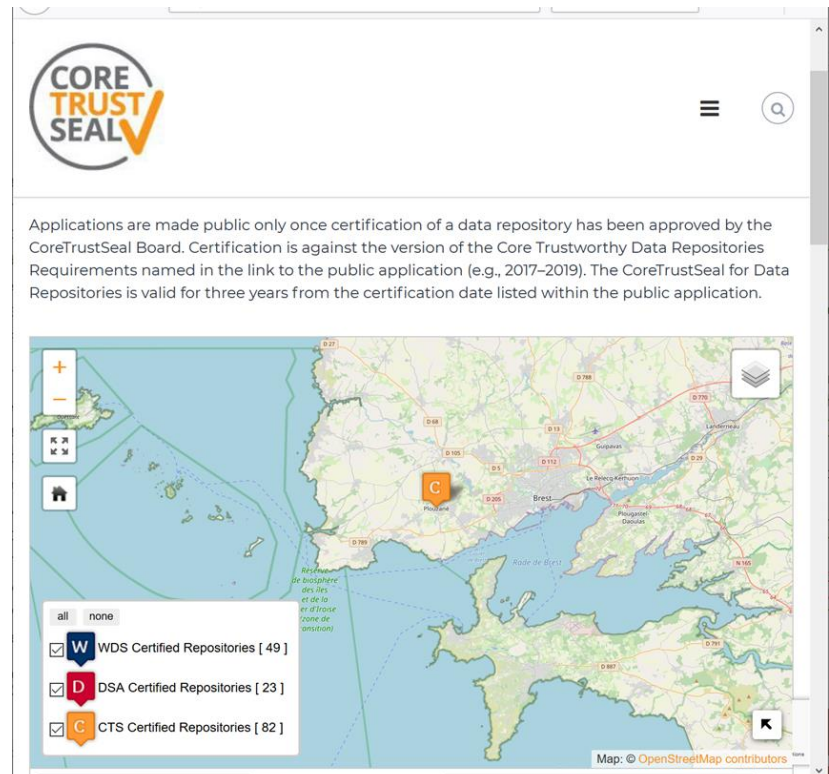 CORE
TRUST
SEAL
Applications are made public only once certification of a data repository has been approved by the
CoreTrustSeal Board. Certification is against the version of the Core Trustworthy Data Repositories
Requirements named in the link to the public application (e.g., 2017–2019). The CoreTrustSeal for Data
Repositories is valid for three years from the certification date listed within the public application.
+
−
D 27
D 788
D 770
Landerneau
D 68
D 13
Guipavas
D 105
D 112
D 29
D 5
Le Relecq-Kerhuon
C
D 205
Brest
Plouzané
Plougastel-
Daoulas
D 789
Rade de Brest
N 165
Réserve
de biosphère
des îles
et de la
D 791
D 887
all none
W WDS Certified Repositories [ 49 ]
D DSA Certified Repositories [ 23 ]
C CTS Certified Repositories [ 82 ]
Map: © OpenStreetMap contributors